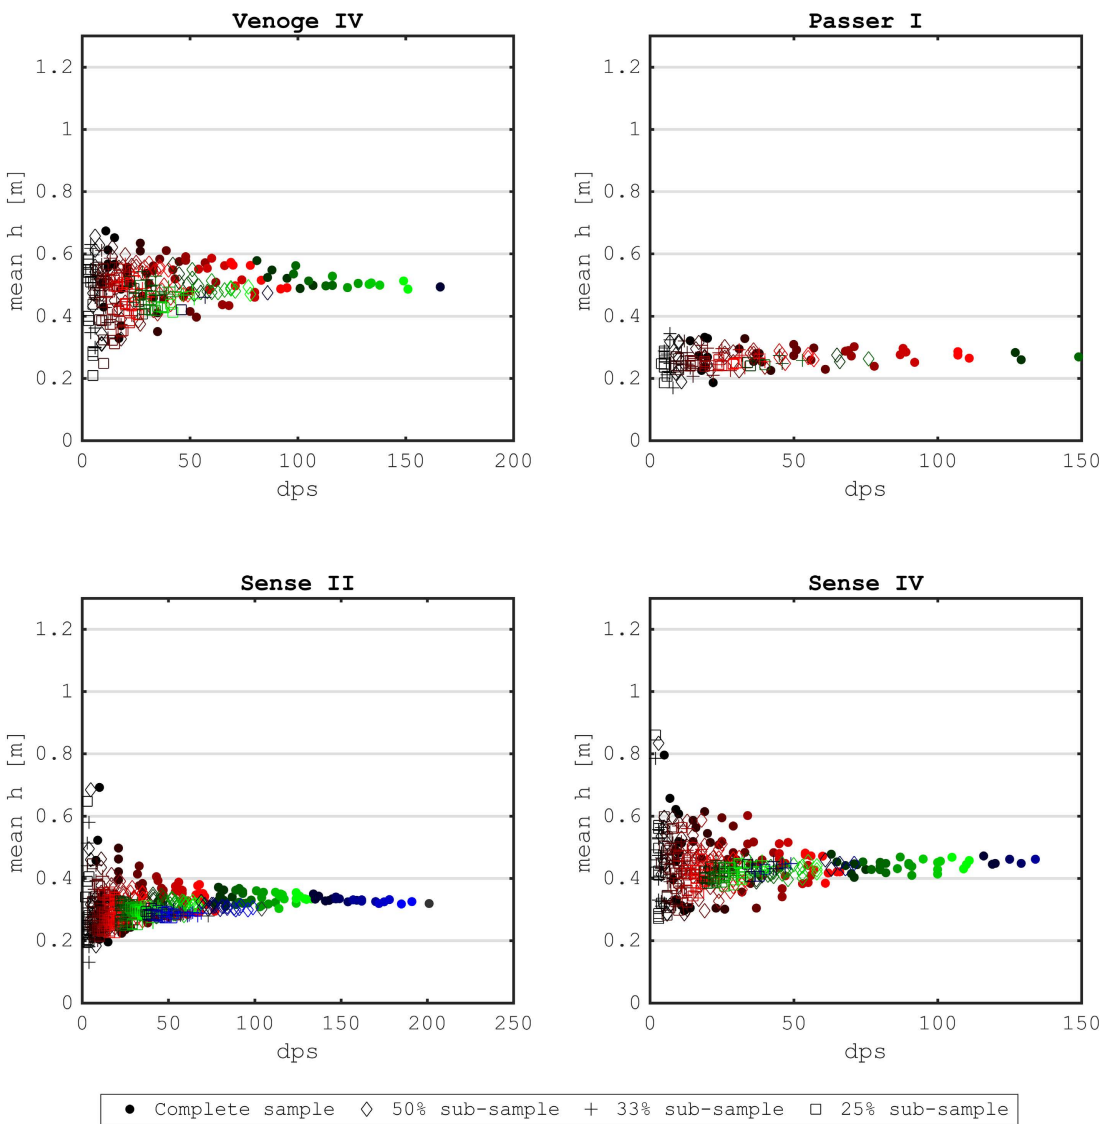 Venoge IV
Passer I
mean h [m]
1.2
1
0.8
0.6
0.4
0.2
0
0 50 100 150 200
dps
mean h [m]
1.2
1
0.8
0.6
0.4
0.2
0
0 50 100 150
dps
Sense II
Sense IV
mean h [m]
1.2
1
0.8
0.6
0.4
0.2
0
0 50 100 150 200 250
dps
mean h [m]
1.2
1
0.8
0.6
0.4
0.2
0
0 50 100 150
dps
Complete sample 50% sub-sample 33% sub-sample 25% sub-sample